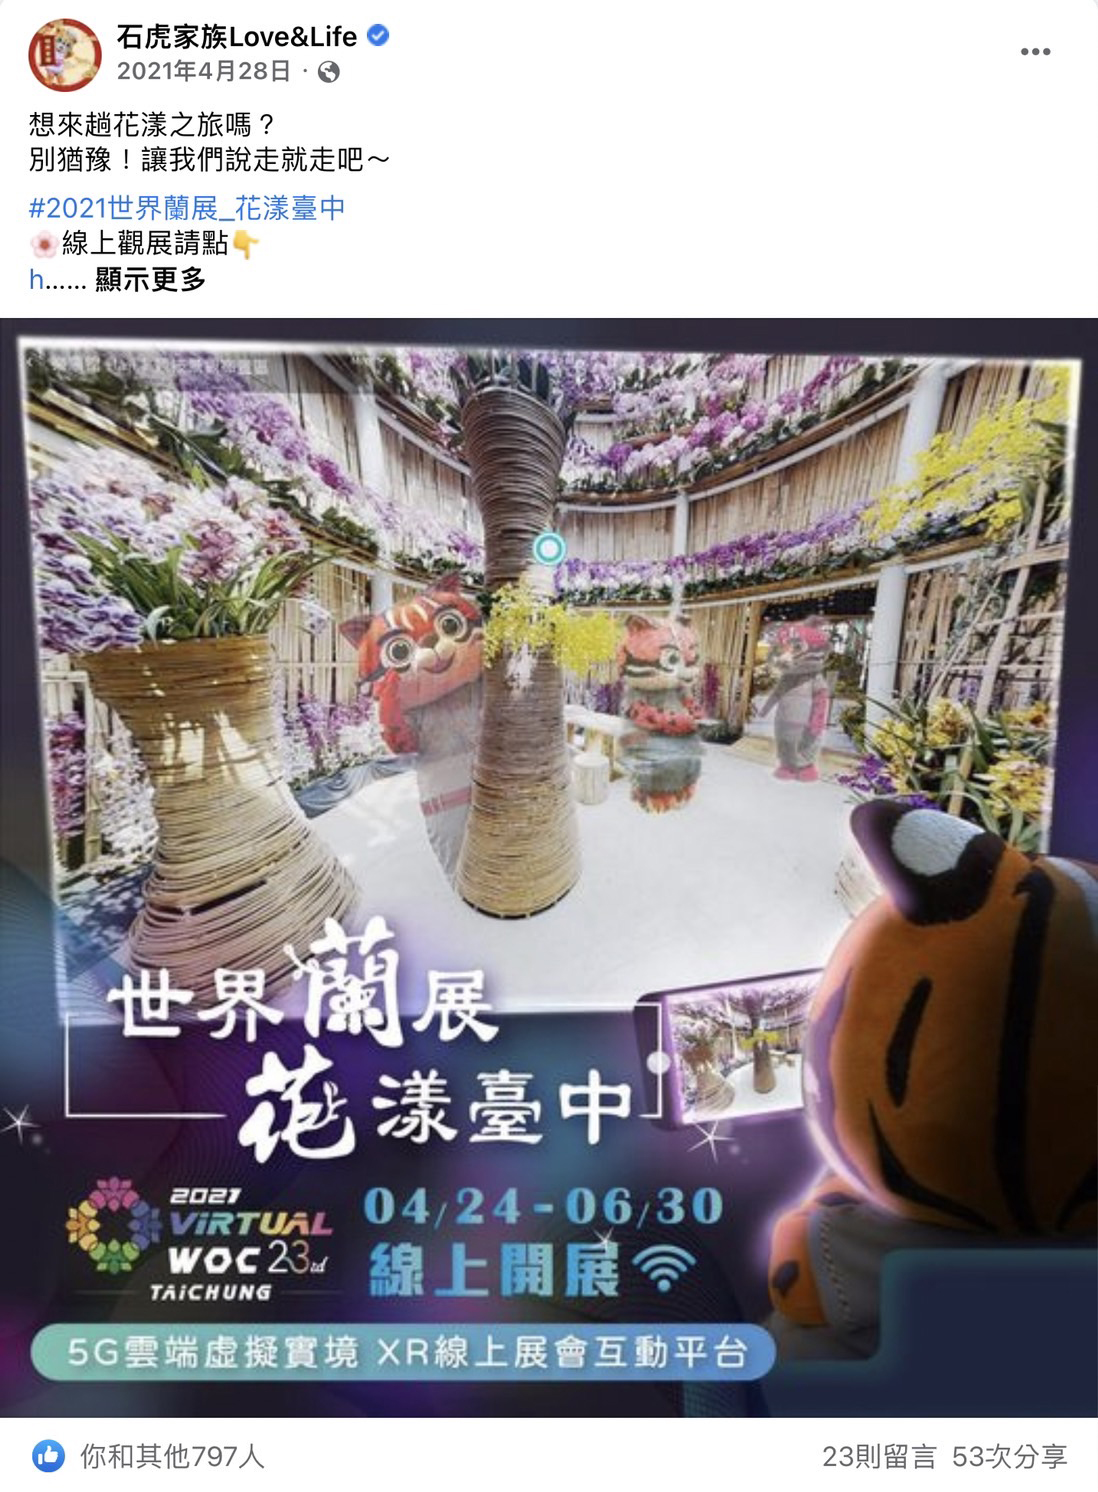 石虎家族Love&Life
2021年4月28日 ·
想來趟花漾之旅嗎？
別猶豫！讓我們說走就走吧～
#2021世界蘭展_花漾臺中
🌸線上觀展請點👇
h...... 顯示更多
世界蘭展
花漾臺中
2021
ViRTUAL
WOC 23rd
TAiCHUNG
04/24-06/30
線上開展
5G雲端虛擬實境 XR線上展會互動平台
你和其他797人
23則留言 53次分享